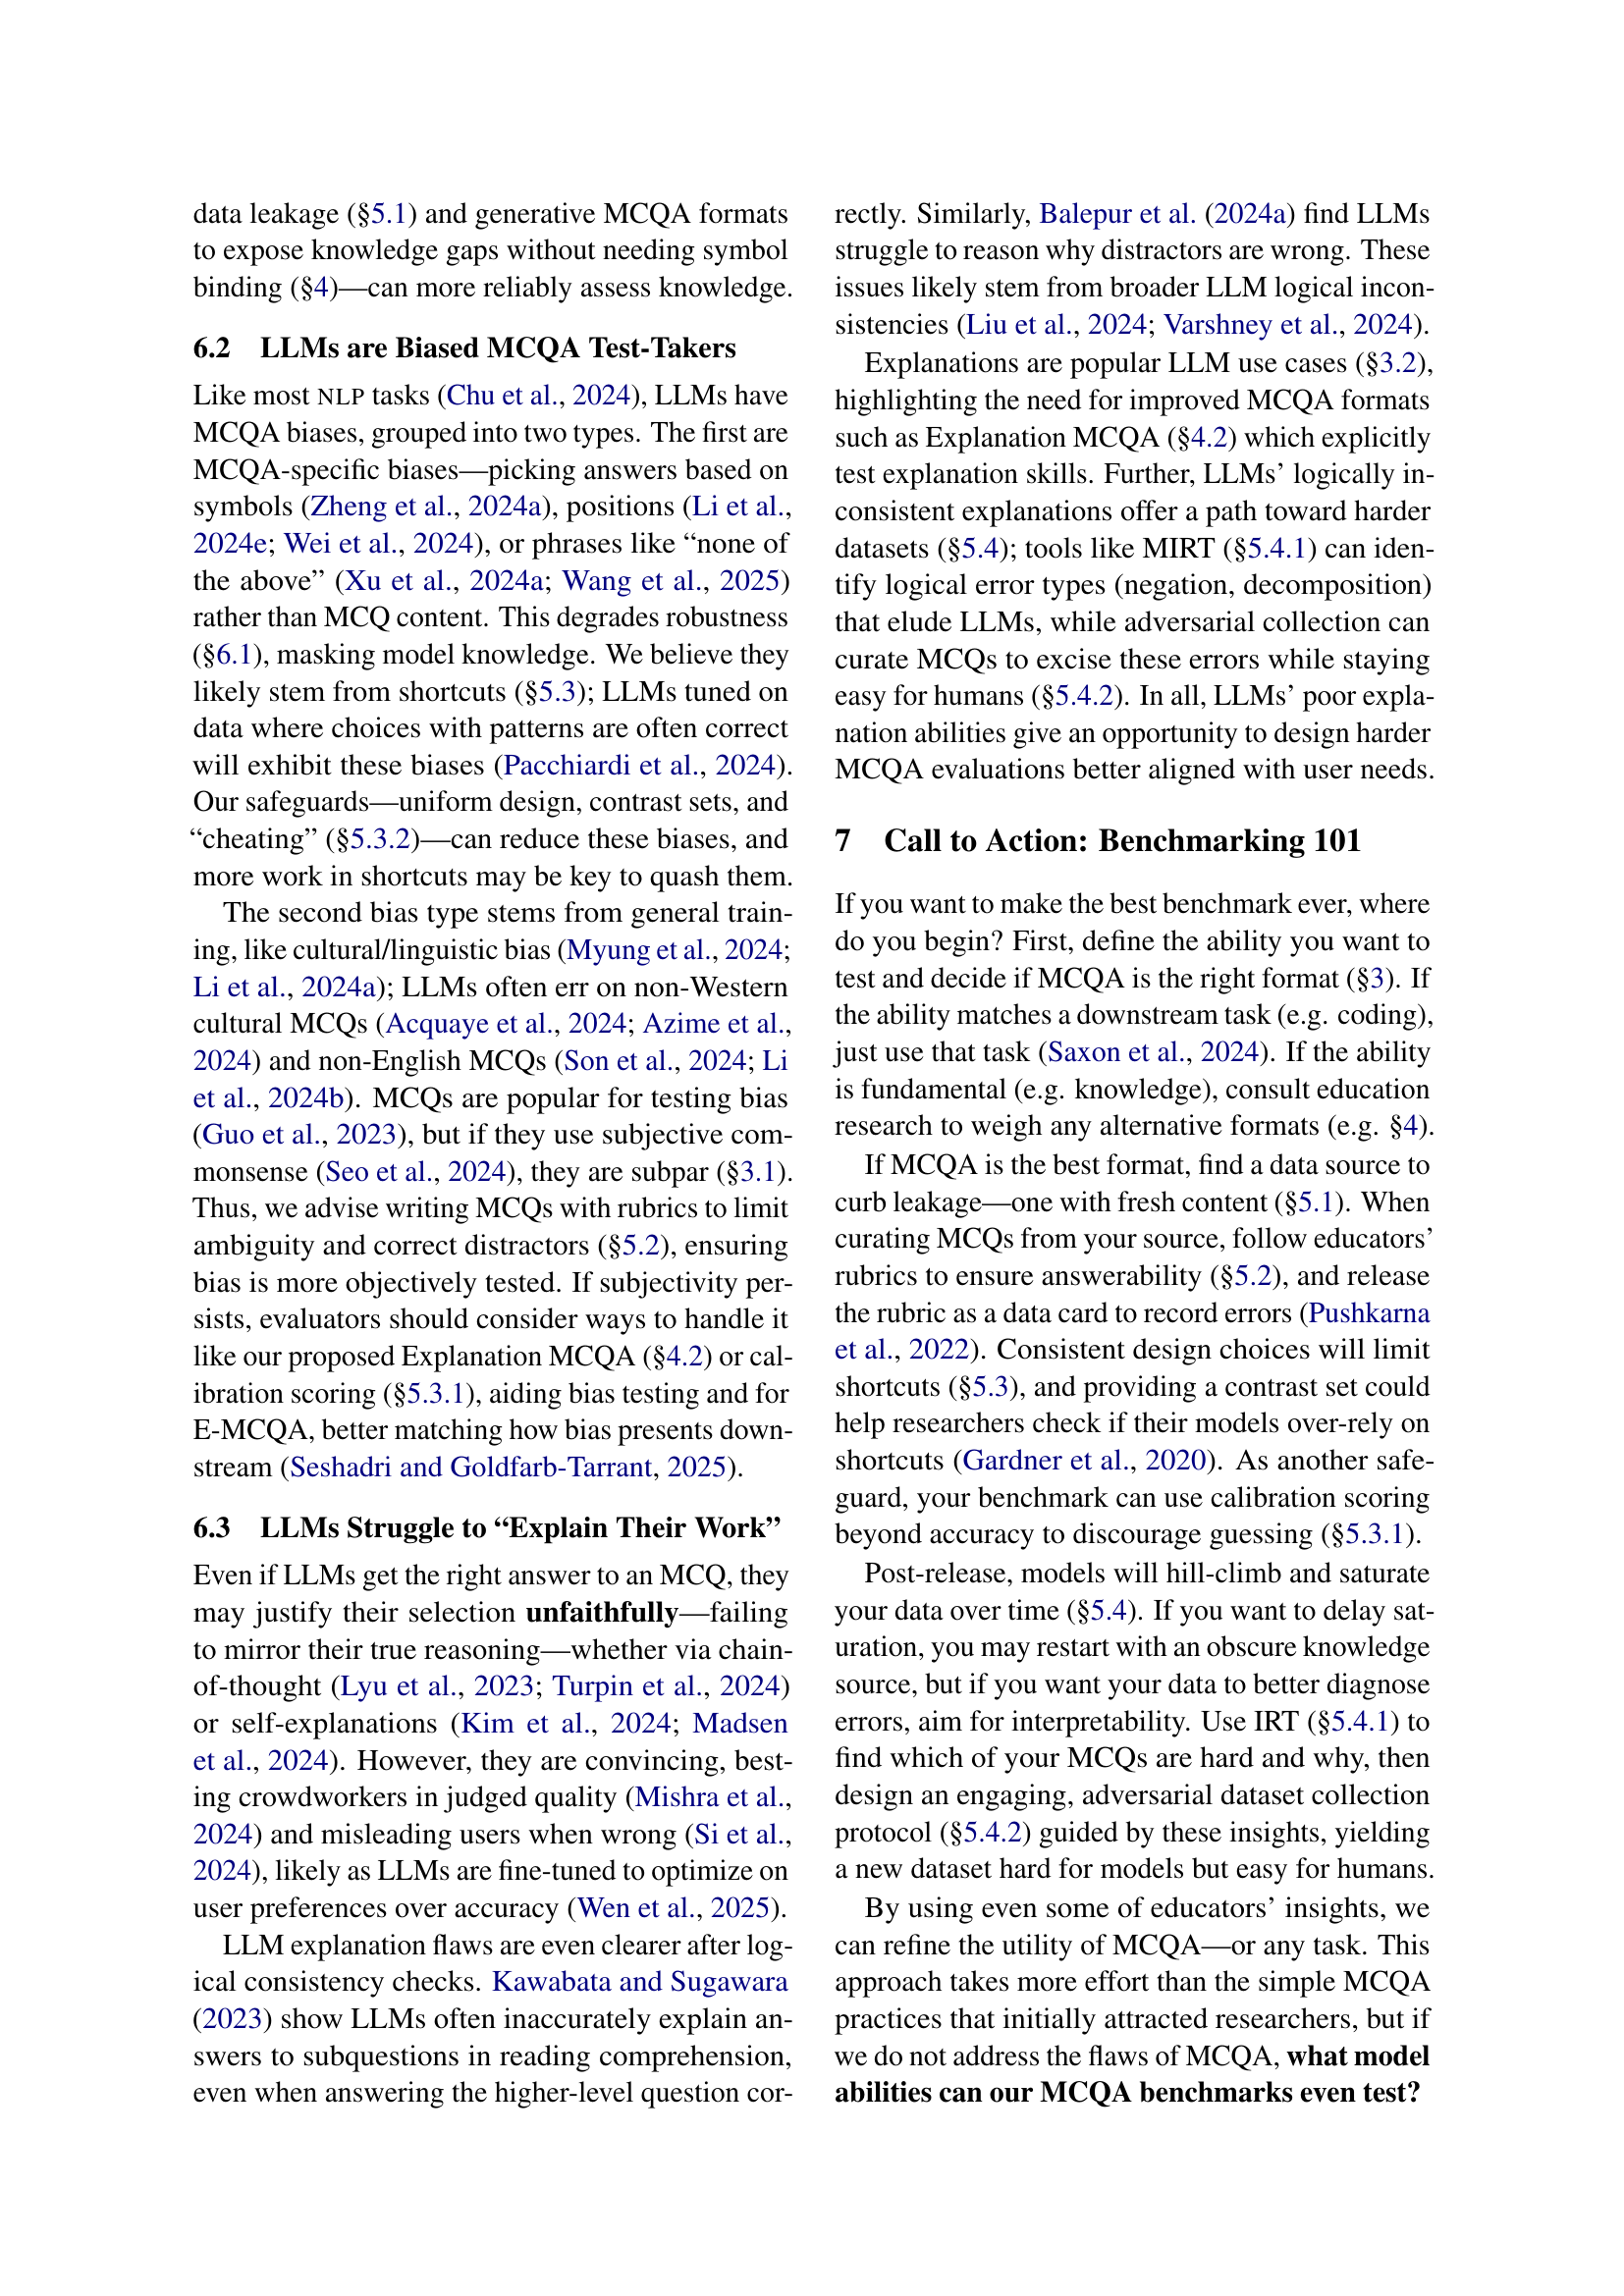 data leakage (§5.1) and generative MCQA formats
to expose knowledge gaps without needing symbol
binding (§4)—can more reliably assess knowledge.
6.2 LLMs are Biased MCQA Test-Takers
Like most NLP tasks (Chu et al., 2024), LLMs have
MCQA biases, grouped into two types. The first are
MCQA-specific biases—picking answers based on
symbols (Zheng et al., 2024a), positions (Li et al.,
2024e; Wei et al., 2024), or phrases like “none of
the above” (Xu et al., 2024a; Wang et al., 2025)
rather than MCQ content. This degrades robustness
(§6.1), masking model knowledge. We believe they
likely stem from shortcuts (§5.3); LLMs tuned on
data where choices with patterns are often correct
will exhibit these biases (Pacchiardi et al., 2024).
Our safeguards—uniform design, contrast sets, and
“cheating” (§5.3.2)—can reduce these biases, and
more work in shortcuts may be key to quash them.
The second bias type stems from general train-
ing, like cultural/linguistic bias (Myung et al., 2024;
Li et al., 2024a); LLMs often err on non-Western
cultural MCQs (Acquaye et al., 2024; Azime et al.,
2024) and non-English MCQs (Son et al., 2024; Li
et al., 2024b). MCQs are popular for testing bias
(Guo et al., 2023), but if they use subjective com-
monsense (Seo et al., 2024), they are subpar (§3.1).
Thus, we advise writing MCQs with rubrics to limit
ambiguity and correct distractors (§5.2), ensuring
bias is more objectively tested. If subjectivity per-
sists, evaluators should consider ways to handle it
like our proposed Explanation MCQA (§4.2) or cal-
ibration scoring (§5.3.1), aiding bias testing and for
E-MCQA, better matching how bias presents down-
stream (Seshadri and Goldfarb-Tarrant, 2025).
6.3 LLMs Struggle to “Explain Their Work”
Even if LLMs get the right answer to an MCQ, they
may justify their selection unfaithfully—failing
to mirror their true reasoning—whether via chain-
of-thought (Lyu et al., 2023; Turpin et al., 2024)
or self-explanations (Kim et al., 2024; Madsen
et al., 2024). However, they are convincing, best-
ing crowdworkers in judged quality (Mishra et al.,
2024) and misleading users when wrong (Si et al.,
2024), likely as LLMs are fine-tuned to optimize on
user preferences over accuracy (Wen et al., 2025).
LLM explanation flaws are even clearer after log-
ical consistency checks. Kawabata and Sugawara
(2023) show LLMs often inaccurately explain an-
swers to subquestions in reading comprehension,
even when answering the higher-level question cor-
rectly. Similarly, Balepur et al. (2024a) find LLMs
struggle to reason why distractors are wrong. These
issues likely stem from broader LLM logical incon-
sistencies (Liu et al., 2024; Varshney et al., 2024).
Explanations are popular LLM use cases (§3.2),
highlighting the need for improved MCQA formats
such as Explanation MCQA (§4.2) which explicitly
test explanation skills. Further, LLMs’ logically in-
consistent explanations offer a path toward harder
datasets (§5.4); tools like MIRT (§5.4.1) can iden-
tify logical error types (negation, decomposition)
that elude LLMs, while adversarial collection can
curate MCQs to excise these errors while staying
easy for humans (§5.4.2). In all, LLMs’ poor expla-
nation abilities give an opportunity to design harder
MCQA evaluations better aligned with user needs.
7 Call to Action: Benchmarking 101
If you want to make the best benchmark ever, where
do you begin? First, define the ability you want to
test and decide if MCQA is the right format (§3). If
the ability matches a downstream task (e.g. coding),
just use that task (Saxon et al., 2024). If the ability
is fundamental (e.g. knowledge), consult education
research to weigh any alternative formats (e.g. §4).
If MCQA is the best format, find a data source to
curb leakage—one with fresh content (§5.1). When
curating MCQs from your source, follow educators’
rubrics to ensure answerability (§5.2), and release
the rubric as a data card to record errors (Pushkarna
et al., 2022). Consistent design choices will limit
shortcuts (§5.3), and providing a contrast set could
help researchers check if their models over-rely on
shortcuts (Gardner et al., 2020). As another safe-
guard, your benchmark can use calibration scoring
beyond accuracy to discourage guessing (§5.3.1).
Post-release, models will hill-climb and saturate
your data over time (§5.4). If you want to delay sat-
uration, you may restart with an obscure knowledge
source, but if you want your data to better diagnose
errors, aim for interpretability. Use IRT (§5.4.1) to
find which of your MCQs are hard and why, then
design an engaging, adversarial dataset collection
protocol (§5.4.2) guided by these insights, yielding
a new dataset hard for models but easy for humans.
By using even some of educators’ insights, we
can refine the utility of MCQA—or any task. This
approach takes more effort than the simple MCQA
practices that initially attracted researchers, but if
we do not address the flaws of MCQA, what model
abilities can our MCQA benchmarks even test?